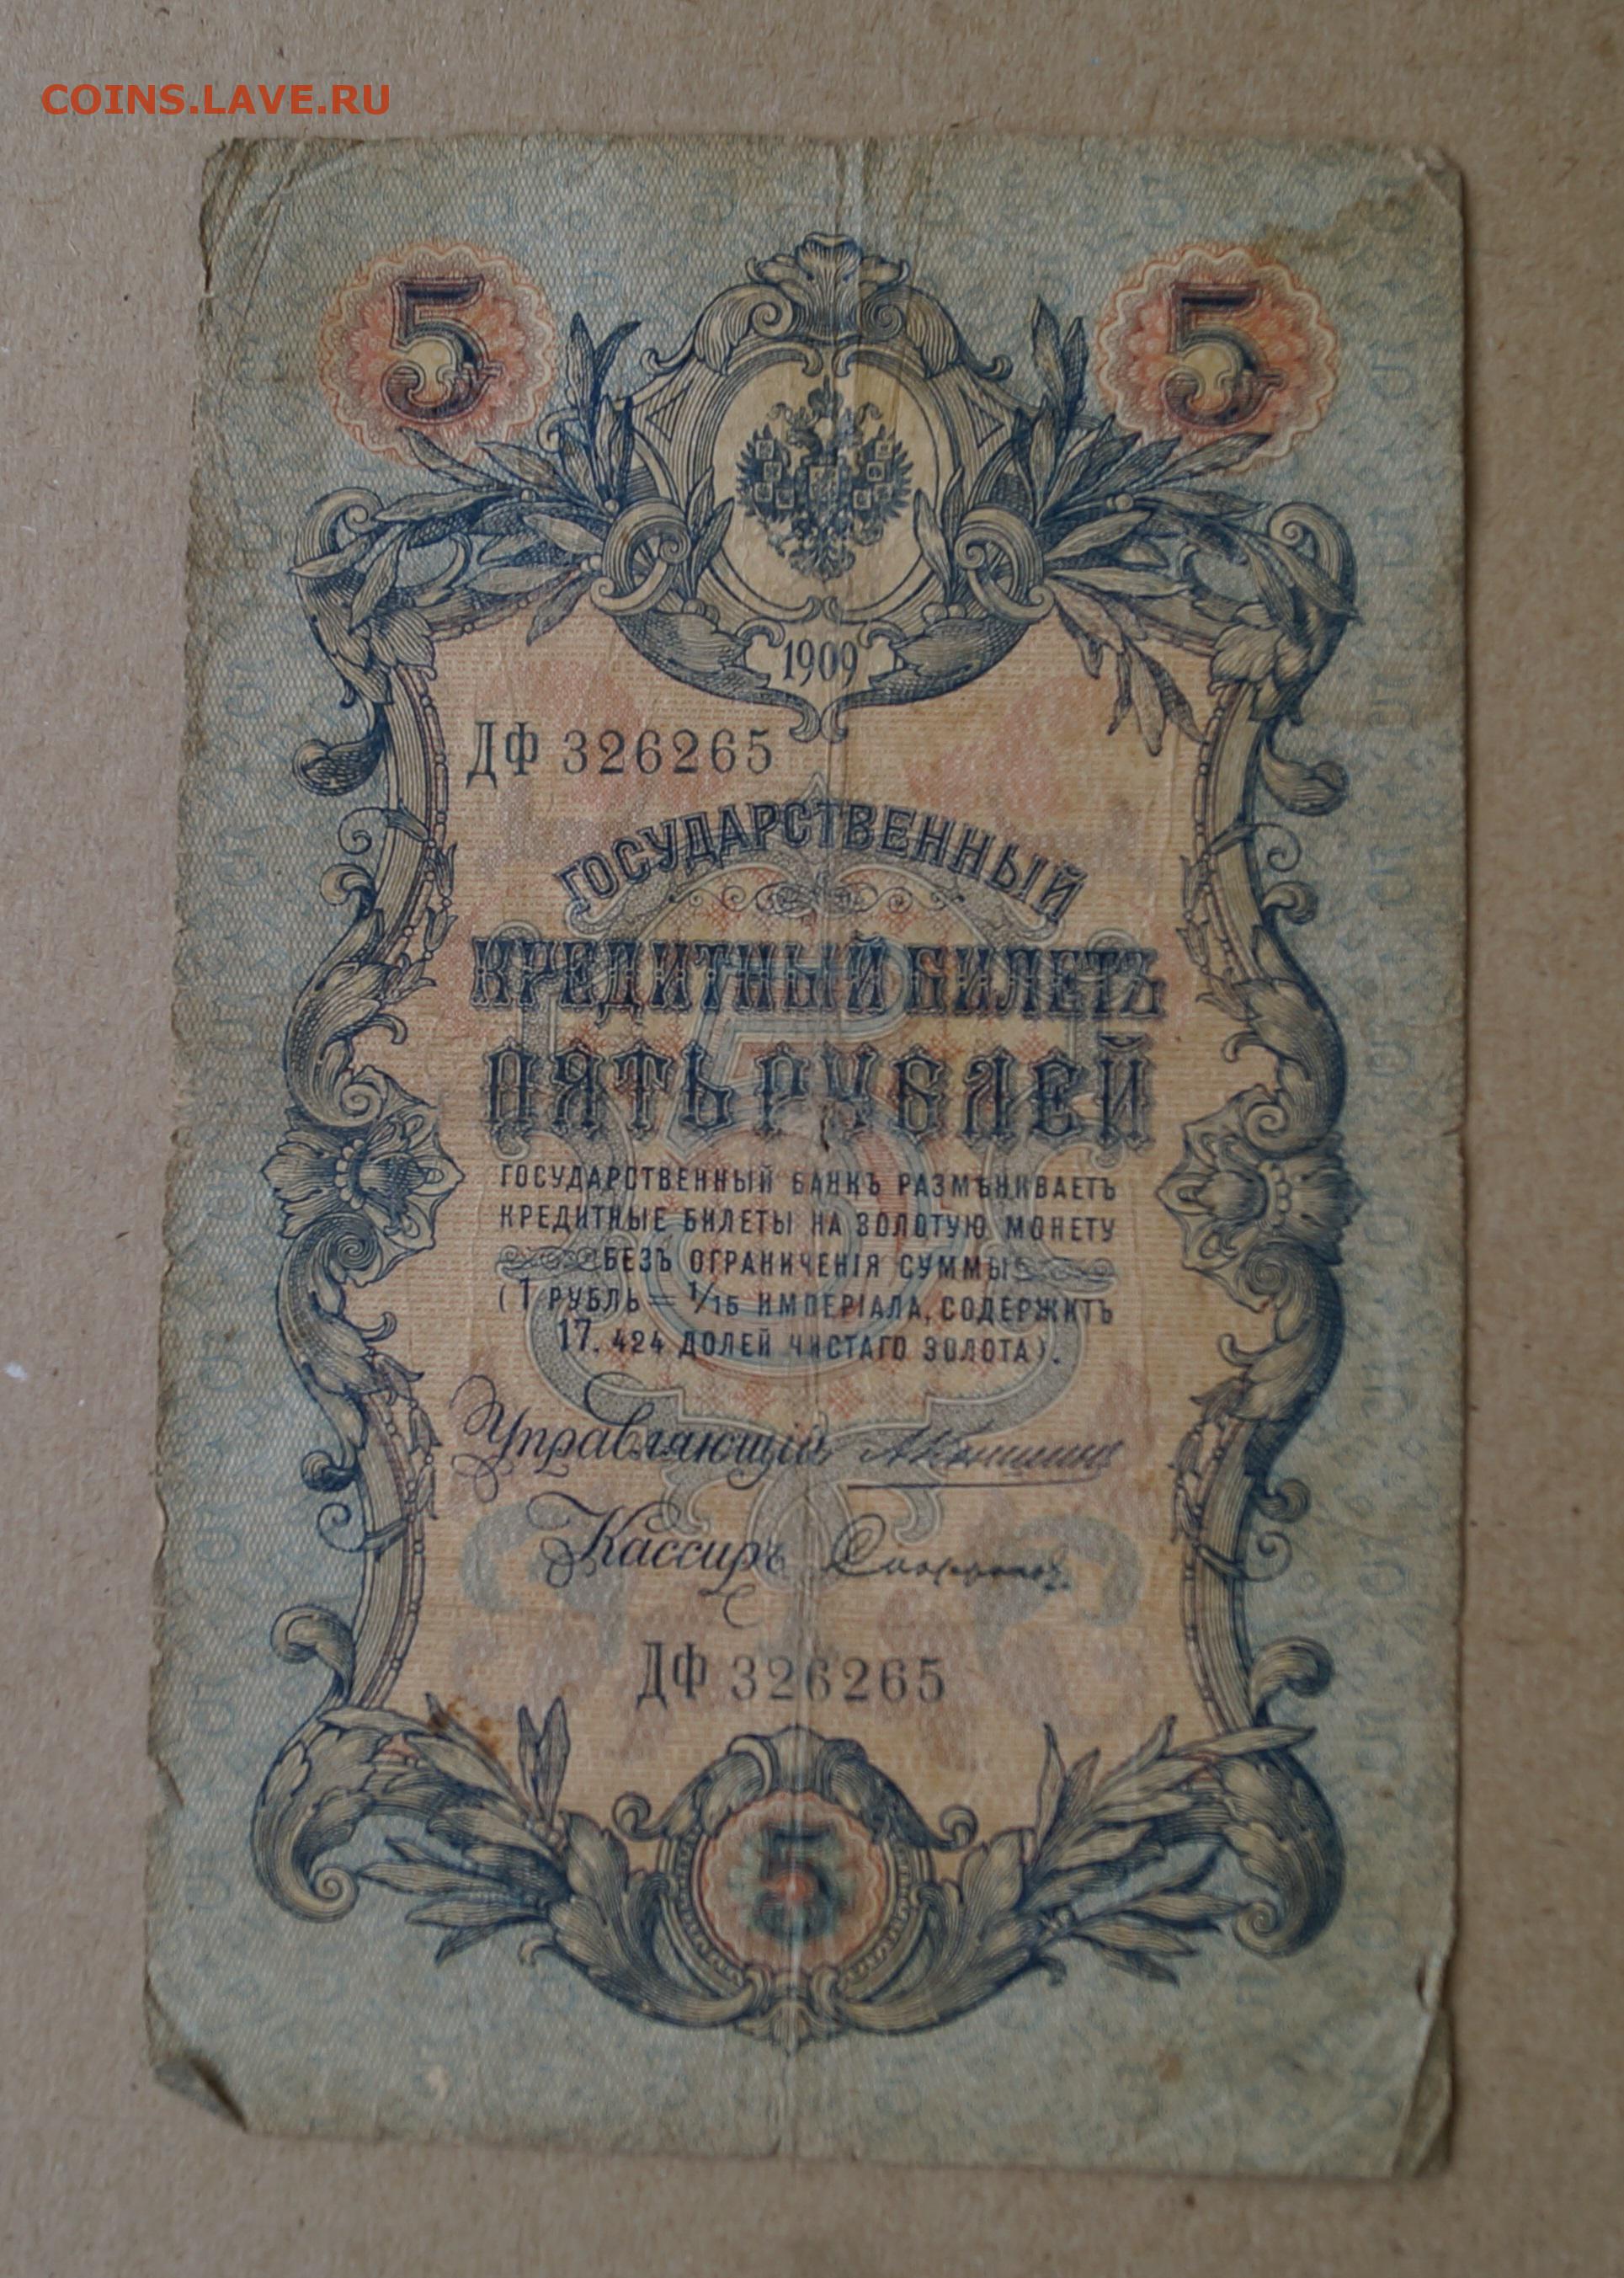 COINS.LAVE.RU
5 5
1909
ДФ 326265
ГОСУДАРСТВЕННЫЙ
КРЕДИТНЫЙ БИЛЕТЪ
ПЯТЬ РУБЛЕЙ
ГОСУДАРСТВЕННЫЙ БАНКЪ РАЗМѢНИВАЕТЪ
КРЕДИТНЫЕ БИЛЕТЫ НА ЗОЛОТУЮ МОНЕТУ
БЕЗЪ ОГРАНИЧЕНІЯ СУММЫ
(1 РУБЛЬ = 1/15 ИМПЕРІАЛА, СОДЕРЖИТЪ
17.424 ДОЛЕЙ ЧИСТАГО ЗОЛОТА).
Управляющій АКоншинъ
Кассиръ
ДФ 326265
5